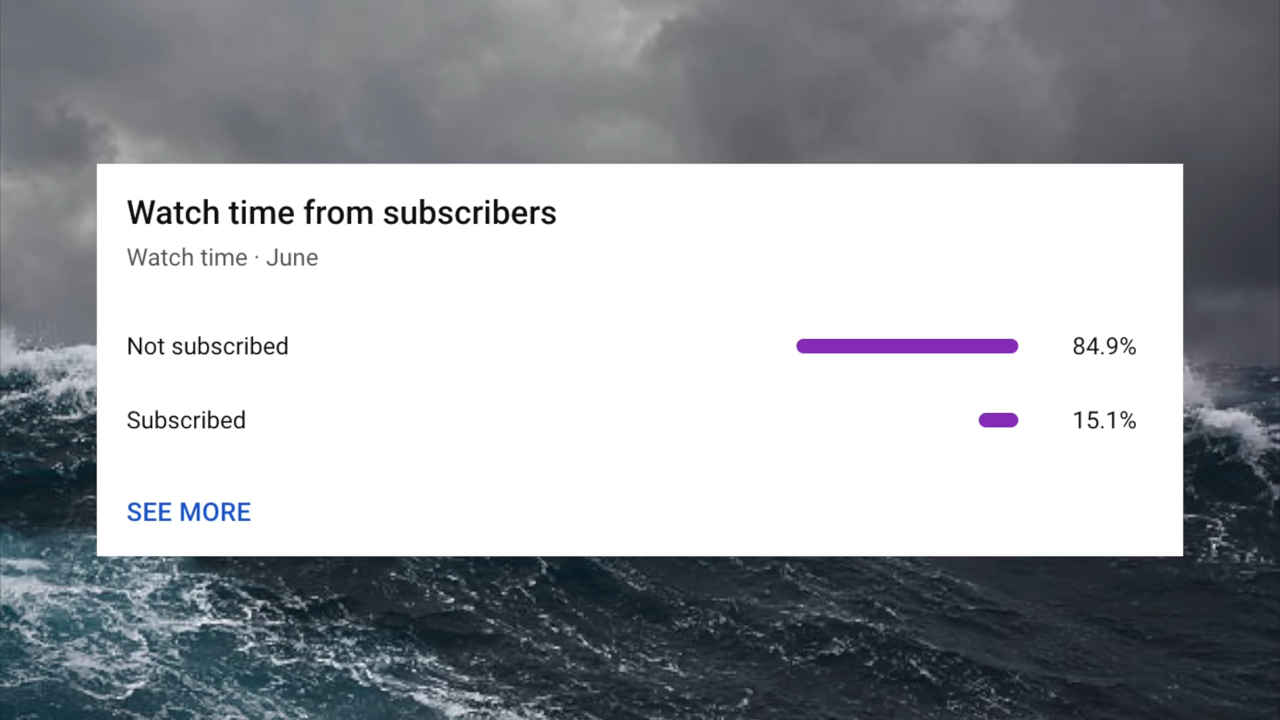 Watch time from subscribers
Watch time · June
Not subscribed 84.9%
Subscribed 15.1%
SEE MORE